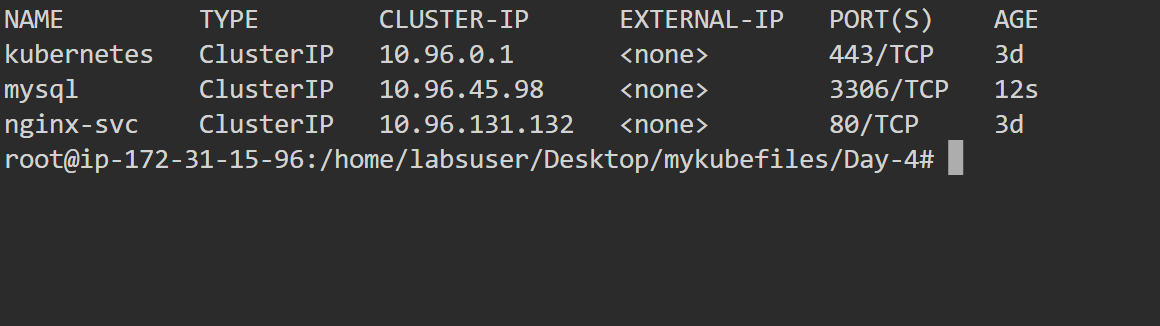 NAME TYPE CLUSTER-IP EXTERNAL-IP PORT(S) AGE
kubernetes ClusterIP 10.96.0.1 <none> 443/TCP 3d
mysql ClusterIP 10.96.45.98 <none> 3306/TCP 12s
nginx-svc ClusterIP 10.96.131.132 <none> 80/TCP 3d
root@ip-172-31-15-96:/home/labsuser/Desktop/mykubefiles/Day-4#